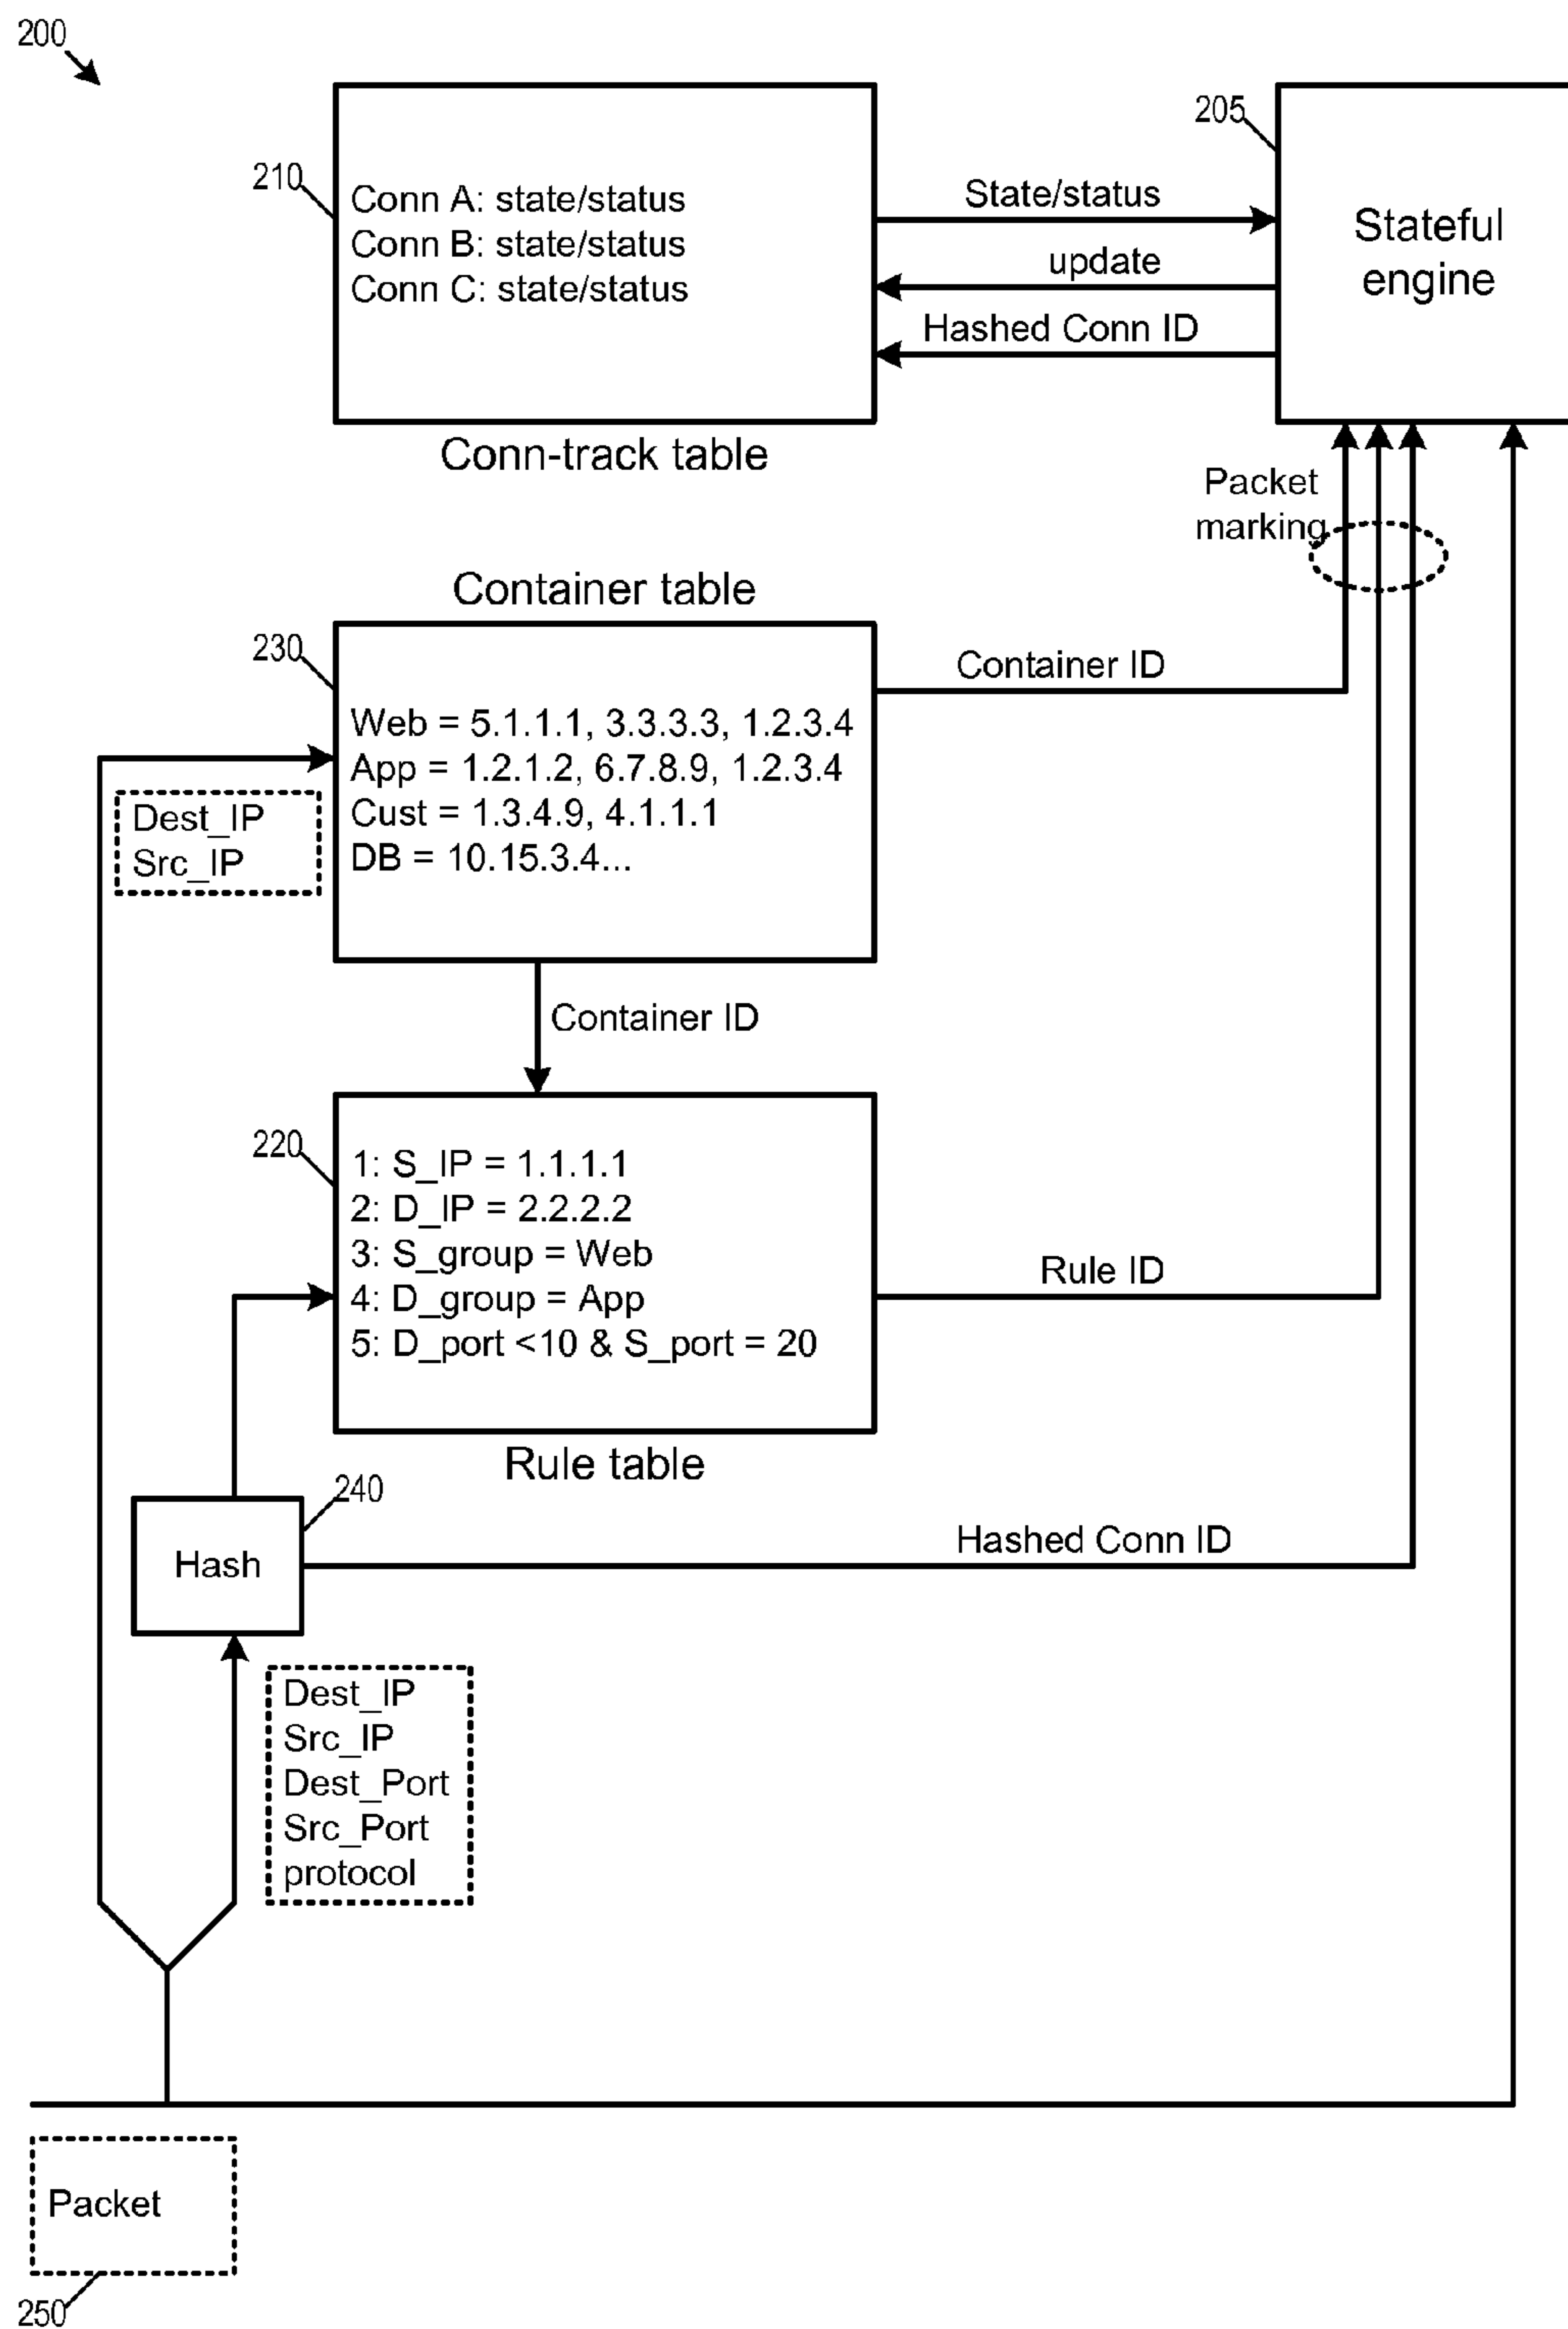 200
205
210
Conn A: state/status
Conn B: state/status
Conn C: state/status
State/status
update
Hashed Conn ID
Stateful
engine
Conn-track table
Packet
marking
Container table
230
Web = 5.1.1.1, 3.3.3.3, 1.2.3.4
App = 1.2.1.2, 6.7.8.9, 1.2.3.4
Cust = 1.3.4.9, 4.1.1.1
DB = 10.15.3.4...
Container ID
Dest_IP
Src_IP
Container ID
220
1: S_IP = 1.1.1.1
2: D_IP = 2.2.2.2
3: S_group = Web
4: D_group = App
5: D_port <10 & S_port = 20
Rule ID
Rule table
240
Hash
Hashed Conn ID
Dest_IP
Src_IP
Dest_Port
Src_Port
protocol
Packet
250